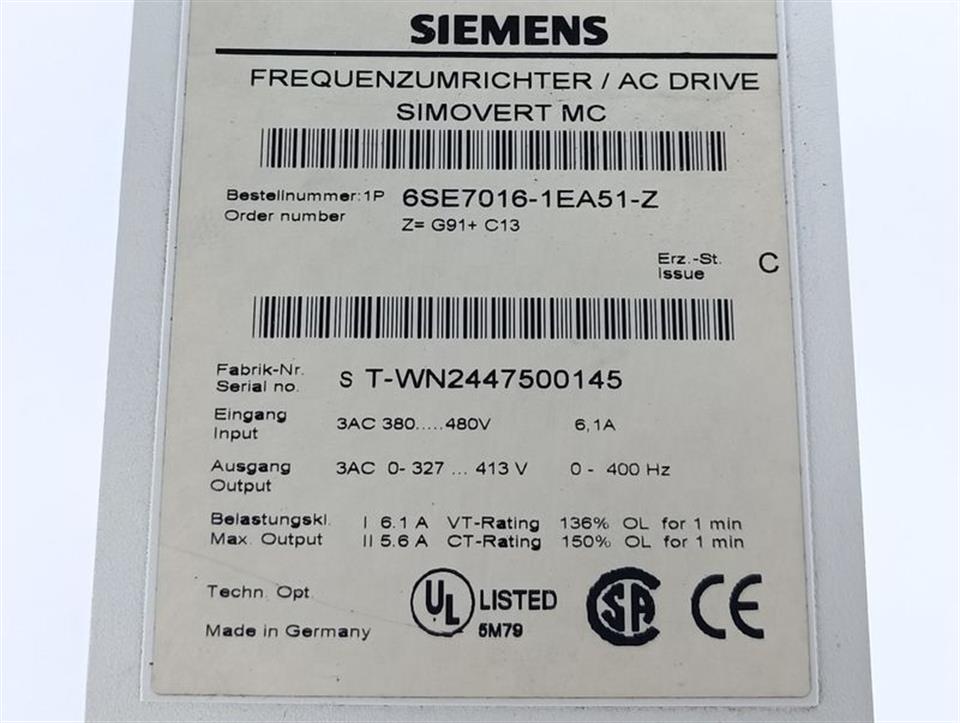 SIEMENS
FREQUENZUMRICHTER / AC DRIVE
SIMOVERT MC
Bestellnummer:1P 6SE7016-1EA51-Z
Order number
Z= G91+ C13
Erz.-St. C
Issue
Fabrik-Nr.
Serial no. S T-WN2447500145
Eingang
Input 3AC 380.....480V 6,1A
Ausgang 3AC 0- 327 ... 413 V 0 - 400 Hz
Output
Belastungskl. I 6.1 A VT-Rating 136% OL for 1 min
Max. Output II 5.6 A CT-Rating 150% OL for 1 min
Techn. Opt.
UL LISTED
5M79
SA
CE
Made in Germany